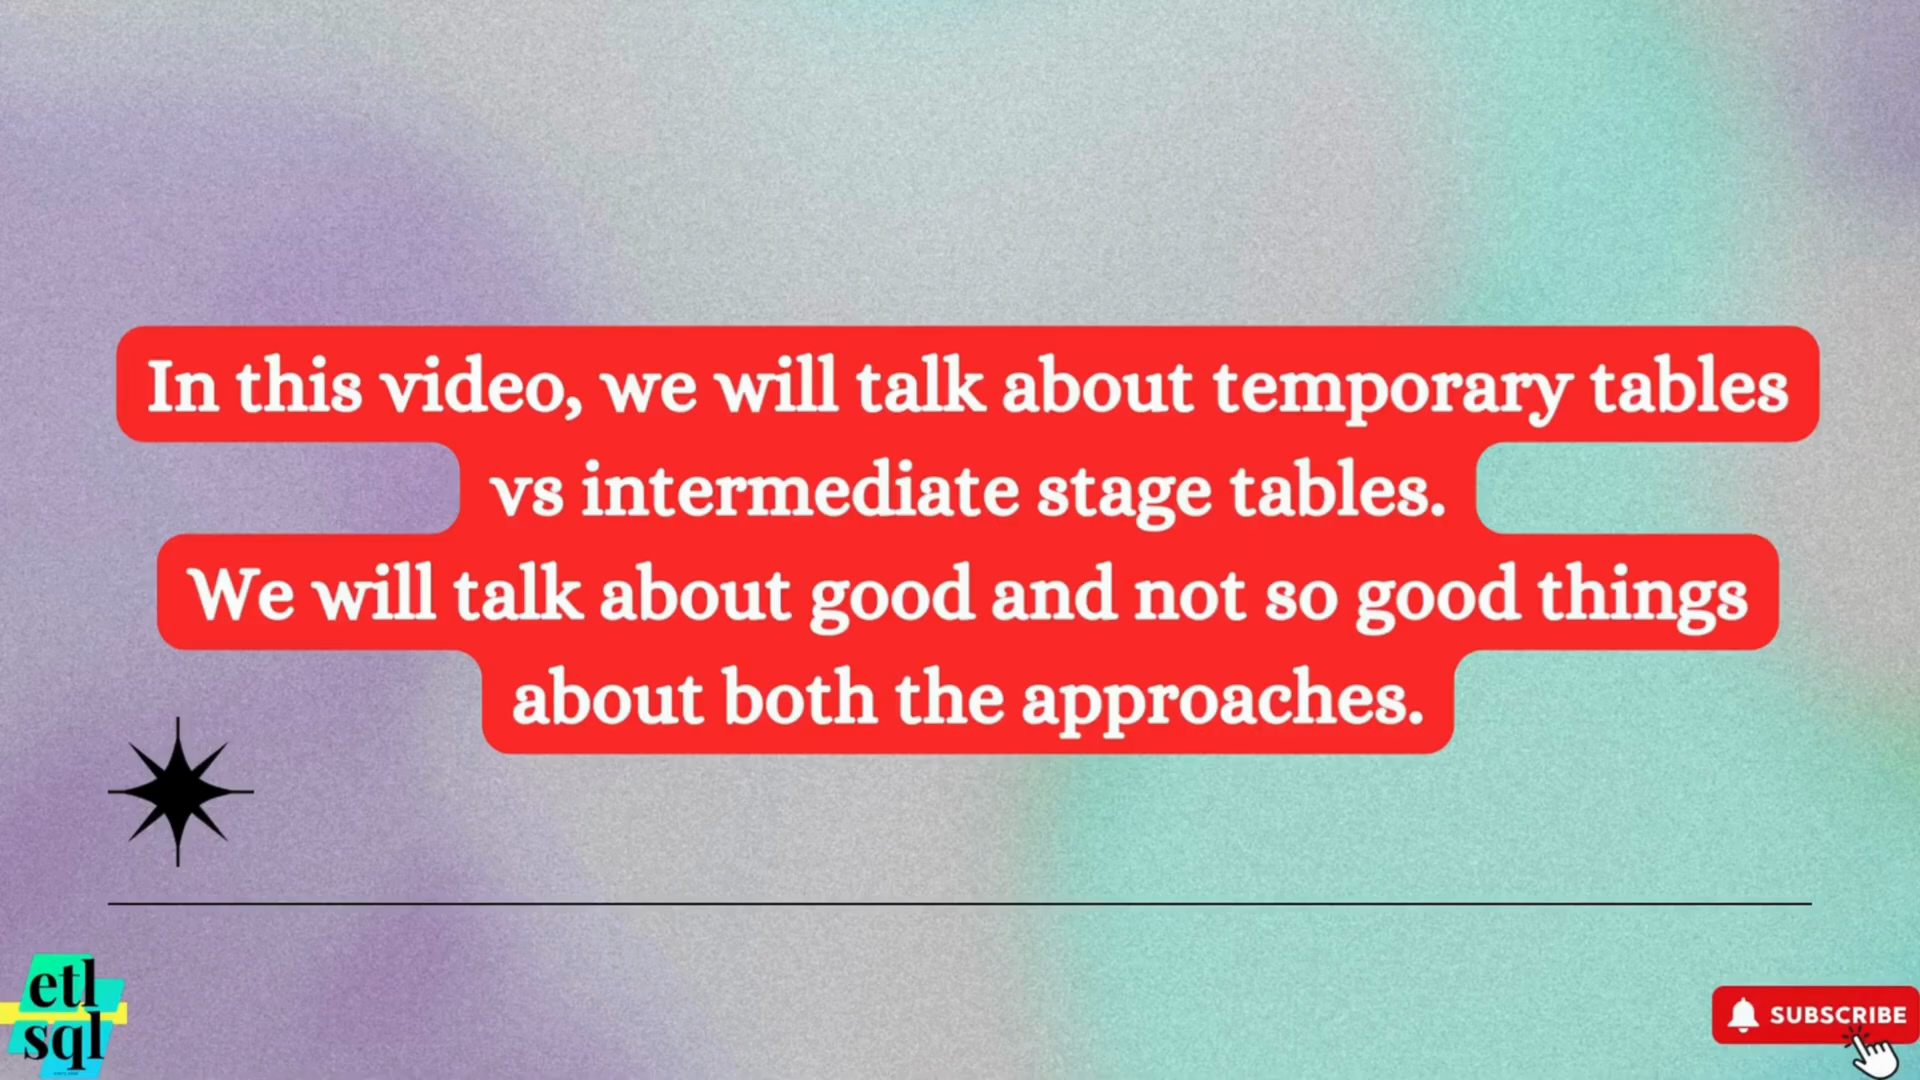 In this video, we will talk about temporary tables
vs intermediate stage tables.
We will talk about good and not so good things
about both the approaches.
etl
sql
SUBSCRIBE